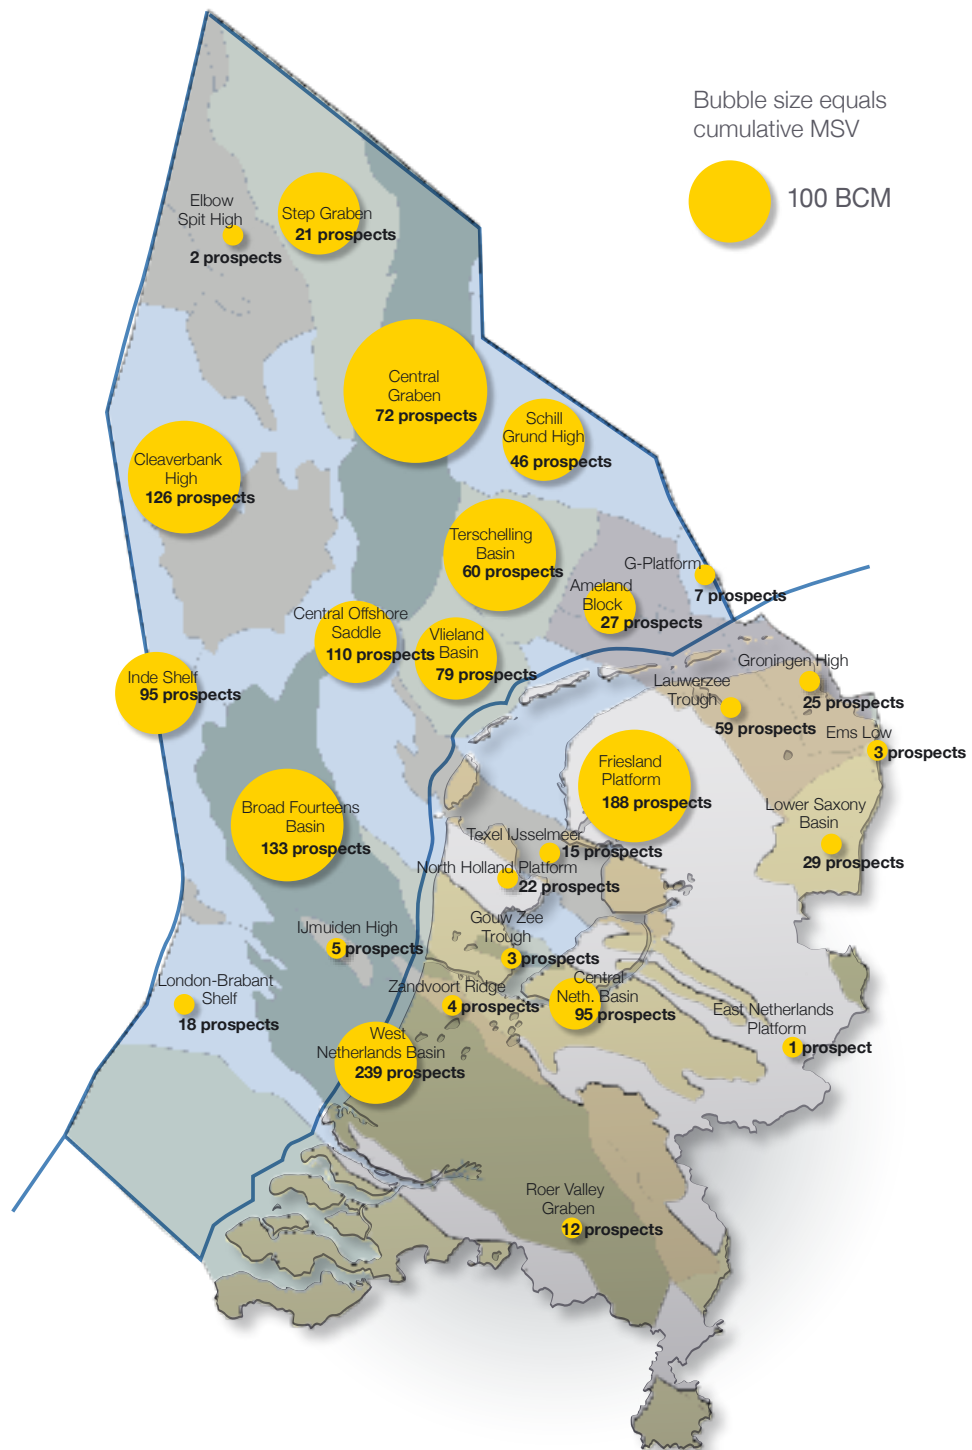 Bubble size equals
cumulative MSV
100 BCM
Elbow
Spit High
2 prospects
Step Graben
21 prospects
Central
Graben
72 prospects
Schill
Grund High
46 prospects
Cleaverbank
High
126 prospects
Terschelling
Basin
60 prospects
G-Platform
7 prospects
Ameland
Block
27 prospects
Central Offshore
Saddle
110 prospects
Vlieland
Basin
79 prospects
Inde Shelf
95 prospects
Groningen High
25 prospects
Lauwerzee
Trough
59 prospects
Ems Low
3 prospects
Friesland
Platform
188 prospects
Broad Fourteens
Basin
133 prospects
Lower Saxony
Basin
29 prospects
Texel IJsselmeer
15 prospects
North Holland Platform
22 prospects
Gouw Zee
Trough
3 prospects
IJmuiden High
5 prospects
London-Brabant
Shelf
18 prospects
Zandvoort Ridge
4 prospects
Central
Neth. Basin
95 prospects
East Netherlands
Platform
1 prospect
West
Netherlands Basin
239 prospects
Roer Valley
Graben
12 prospects